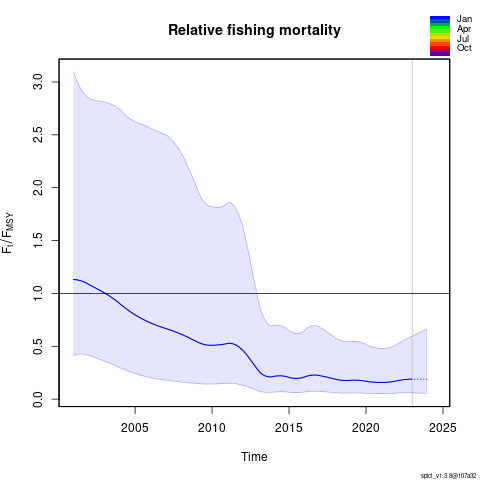 Relative fishing mortality
Jan
Apr
Jul
Oct
3.0
2.5
2.0
1.5
1.0
0.5
0.0
Ft/FMSY
2005 2010 2015 2020 2025
Time
spict_v1.3.8@107a32